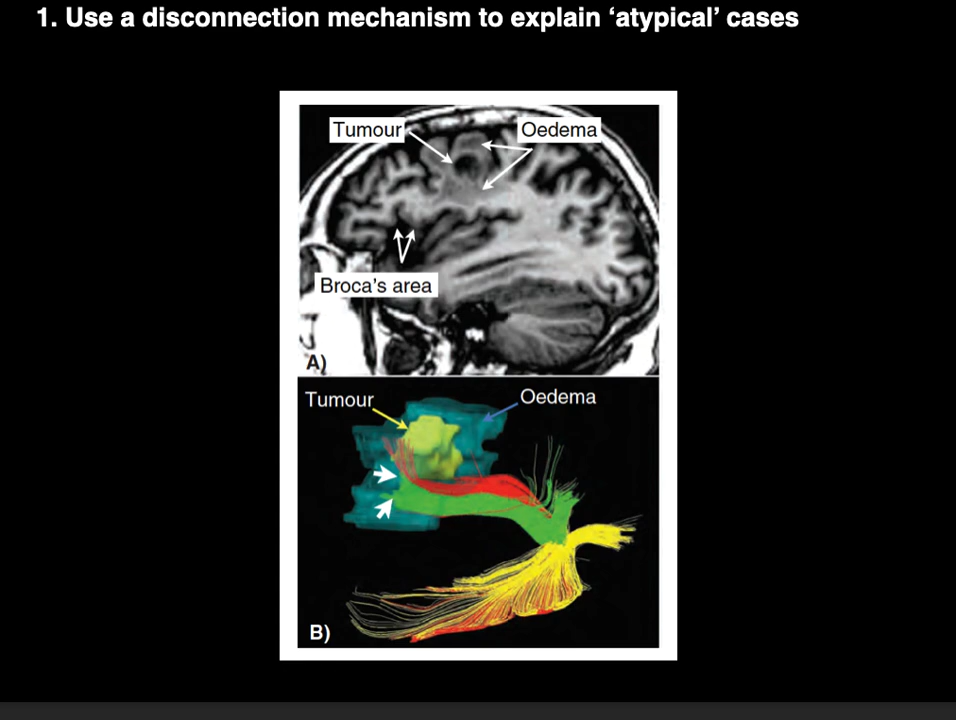 1. Use a disconnection mechanism to explain ‘atypical’ cases
Tumour
Oedema
Broca’s area
A)
Tumour
Oedema
B)